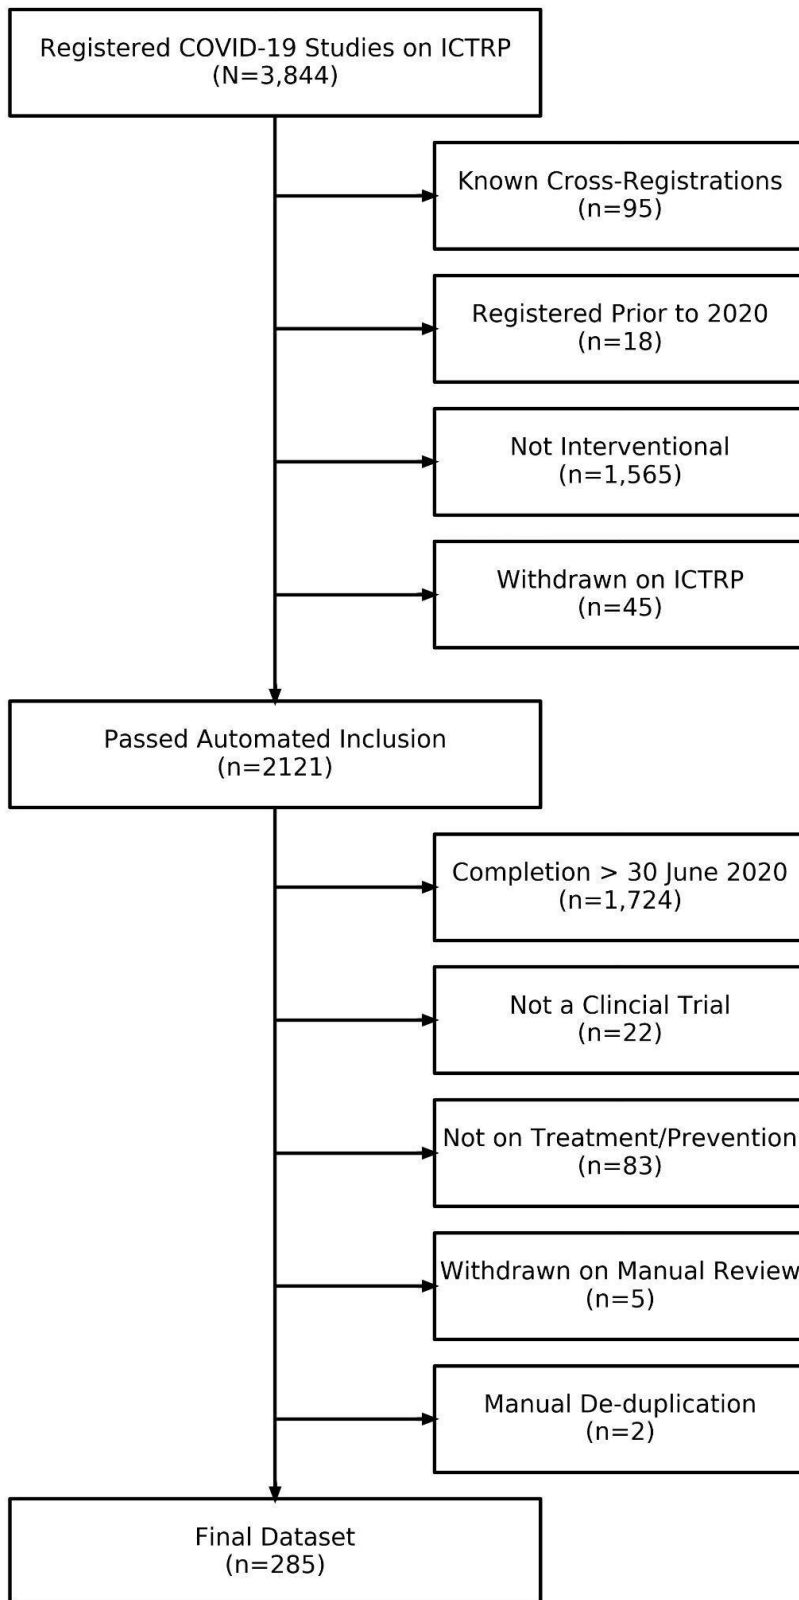 Registered COVID-19 Studies on ICTRP
(N=3,844)
Known Cross-Registrations
(n=95)
Registered Prior to 2020
(n=18)
Not Interventional
(n=1,565)
Withdrawn on ICTRP
(n=45)
Passed Automated Inclusion
(n=2121)
Completion > 30 June 2020
(n=1,724)
Not a Clincial Trial
(n=22)
Not on Treatment/Prevention
(n=83)
Withdrawn on Manual Review
(n=5)
Manual De-duplication
(n=2)
Final Dataset
(n=285)